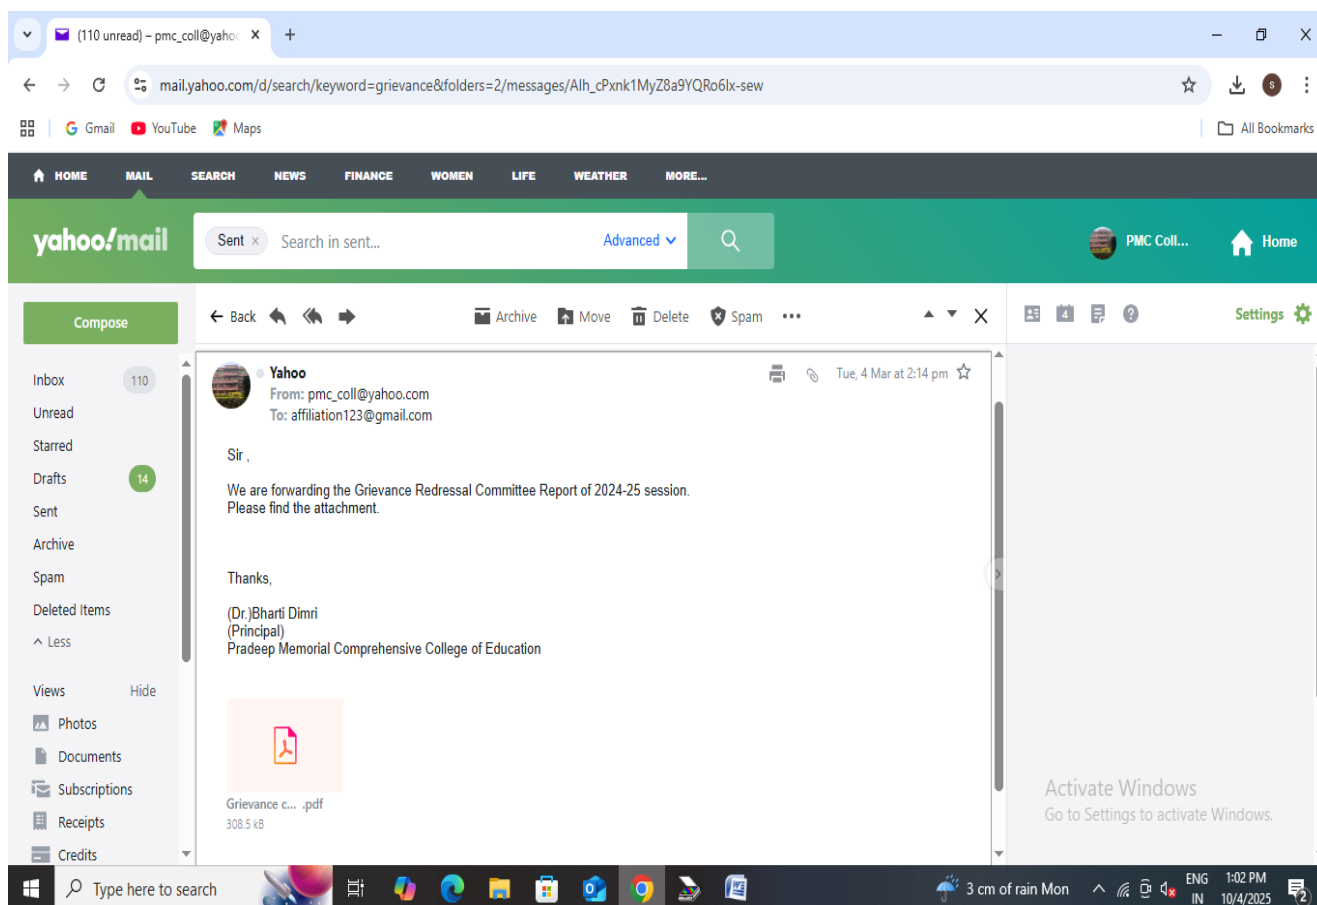 (110 unread) – pmc_coll@yahoo
mail.yahoo.com/d/search/keyword=grievance&folders=2/messages/Alh_cPxnk1MyZ8a9YQRo6Ix-sew
S
Gmail YouTube Maps All Bookmarks
HOME MAIL SEARCH NEWS FINANCE WOMEN LIFE WEATHER MORE...
yahoo!mail Sent × Search in sent... Advanced PMC Coll... Home
Compose Back Archive Move Delete Spam ••• 4 Settings
Inbox 110
Unread
Starred
Drafts 14
Sent
Archive
Spam
Deleted Items
Less
Views Hide
Photos
Documents
Subscriptions
Receipts
Credits
Yahoo Tue, 4 Mar at 2:14 pm
From: pmc_coll@yahoo.com
To: affiliation123@gmail.com
Sir ,
We are forwarding the Grievance Redressal Committee Report of 2024-25 session.
Please find the attachment.
Thanks,
(Dr.)Bharti Dimri
(Principal)
Pradeep Memorial Comprehensive College of Education
Grievance c... .pdf
308.5 kB
Activate Windows
Go to Settings to activate Windows.
Type here to search 3 cm of rain Mon ENG 1:02 PM
IN 10/4/2025 2